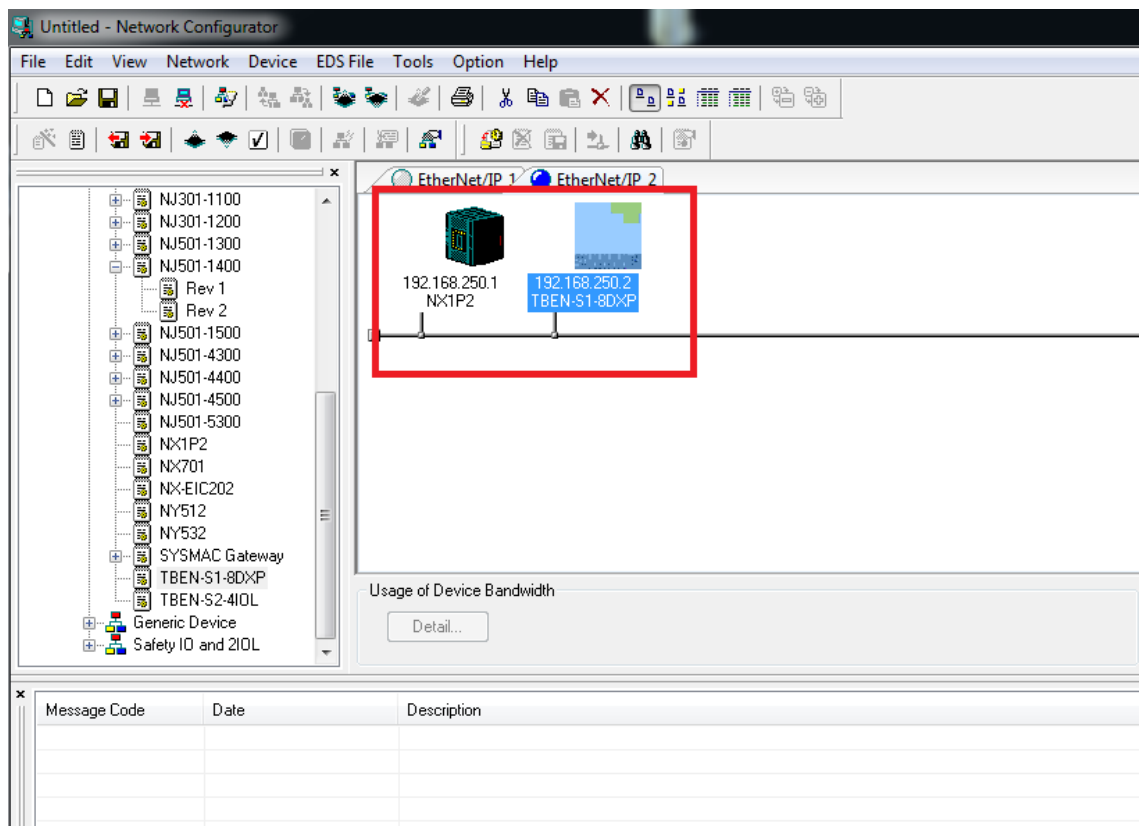 Untitled - Network Configurator
File Edit View Network Device EDS File Tools Option Help
EtherNet/IP_1 EtherNet/IP_2
NJ301-1100
NJ301-1200
NJ501-1300
NJ501-1400
Rev 1
Rev 2
NJ501-1500
NJ501-4300
NJ501-4400
NJ501-4500
NJ501-5300
NX1P2
NX701
NX-EIC202
NY512
NY532
SYSMAC Gateway
TBEN-S1-8DXP
TBEN-S2-4IOL
Generic Device
Safety IO and 2IOL
192.168.250.1
NX1P2
192.168.250.2
TBEN-S1-8DXP
Usage of Device Bandwidth
Detail...
Message Code Date Description